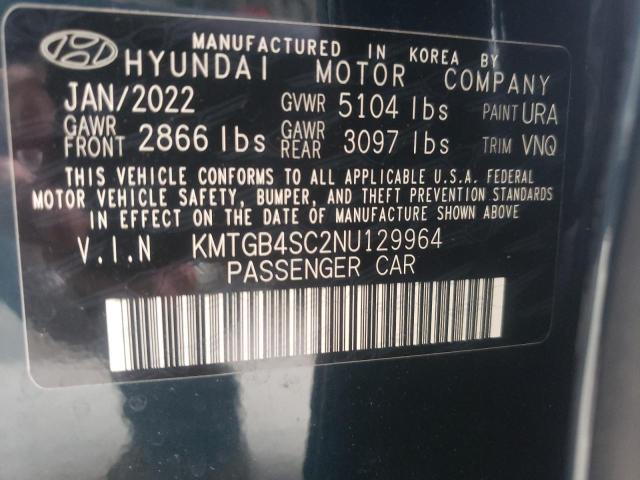 MANUFACTURED IN KOREA BY
HYUNDAI MOTOR COMPANY
JAN/2022 GVWR 5104 lbs PAINT URA
GAWR FRONT 2866 lbs GAWR REAR 3097 lbs TRIM VNQ
THIS VEHICLE CONFORMS TO ALL APPLICABLE U.S.A. FEDERAL
MOTOR VEHICLE SAFETY, BUMPER, AND THEFT PREVENTION STANDARDS
IN EFFECT ON THE DATE OF MANUFACTURE SHOWN ABOVE
V.I.N KMTGB4SC2NU129964
PASSENGER CAR